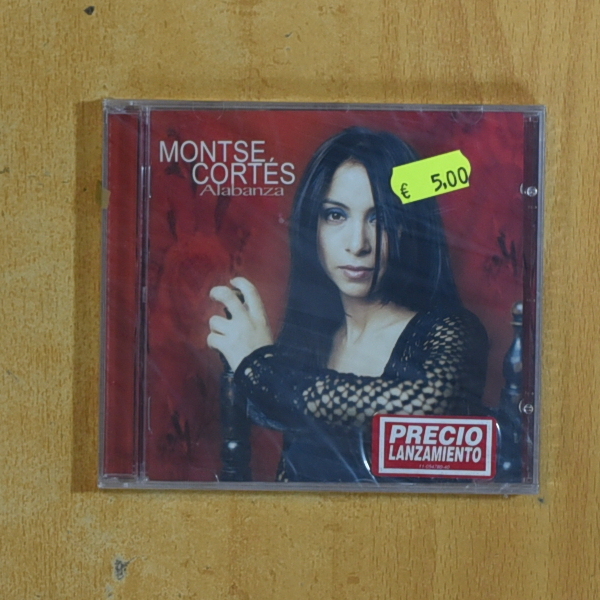 MONTSE
CORTÉS
Alabanza
€ 5,00
PRECIO
LANZAMIENTO